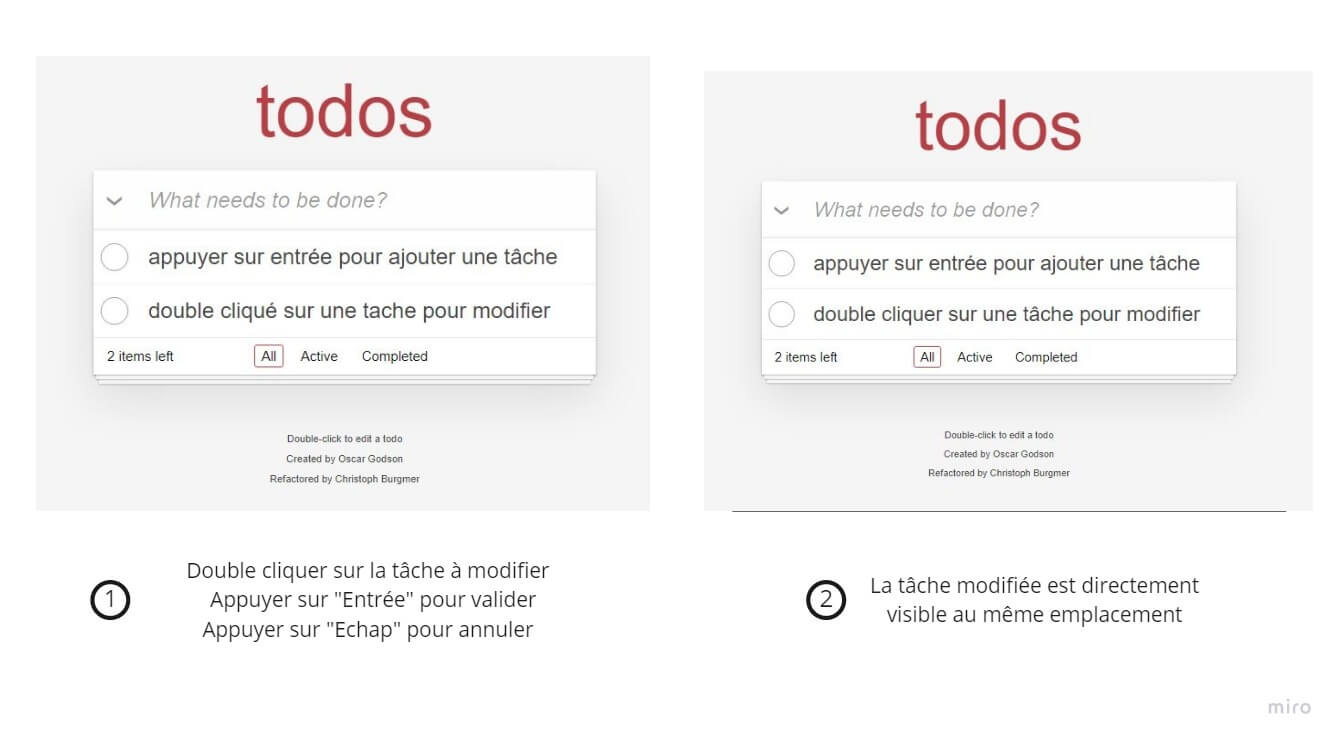 todos
What needs to be done?
appuyer sur entrée pour ajouter une tâche
double cliqué sur une tache pour modifier
2 items left All Active Completed
Double-click to edit a todo
Created by Oscar Godson
Refactored by Christoph Burgmer
1
Double cliquer sur la tâche à modifier
Appuyer sur "Entrée" pour valider
Appuyer sur "Echap" pour annuler
todos
What needs to be done?
appuyer sur entrée pour ajouter une tâche
double cliquer sur une tâche pour modifier
2 items left All Active Completed
Double-click to edit a todo
Created by Oscar Godson
Refactored by Christoph Burgmer
2
La tâche modifiée est directement
visible au même emplacement
miro